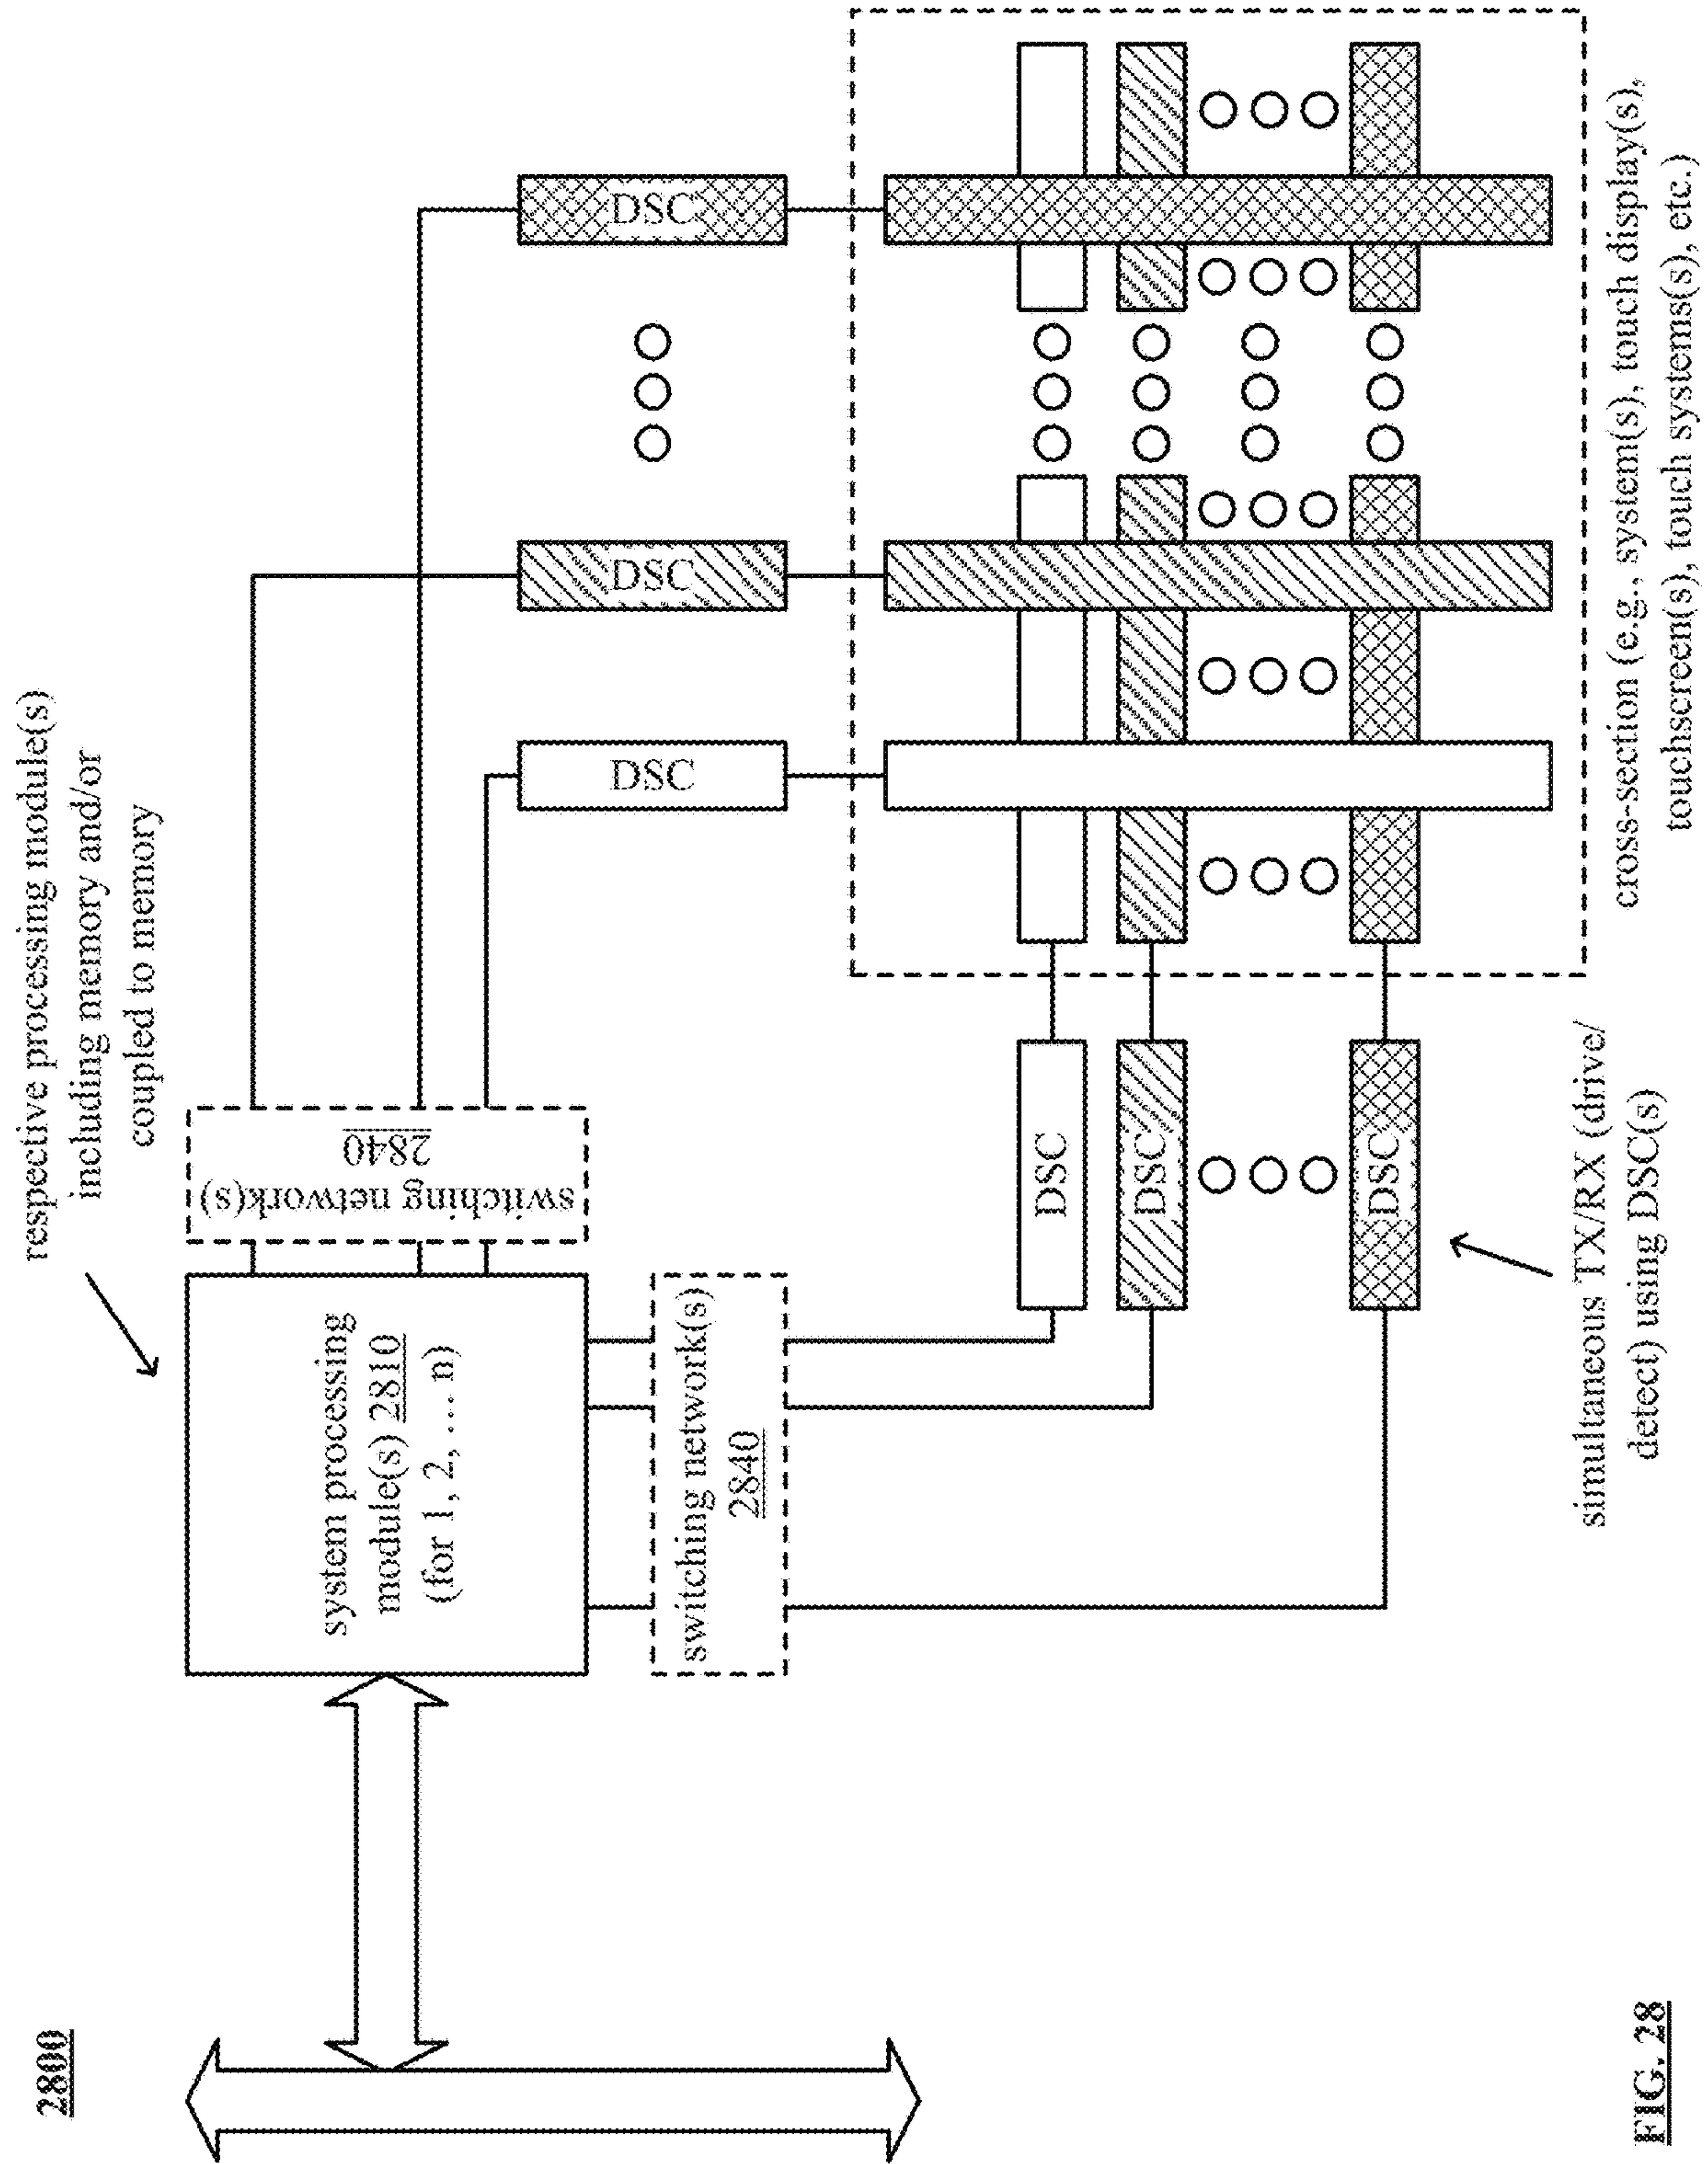 2800
respective processing module(s)
including memory and/or
coupled to memory
system processing
module(s) 2810
(for 1, 2, … n)
switching network(s)
2840
switching network(s)
2840
DSC
DSC
DSC
DSC
DSC
DSC
simultaneous TX/RX (drive/
detect) using DSC(s)
cross-section (e.g., system(s), touch display(s),
touchscreen(s), touch systems(s), etc.)
FIG. 28